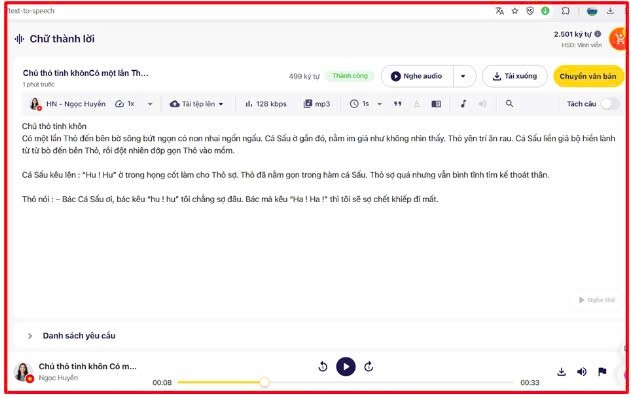 text-to-speech
Chữ thành lời
2.501 ký tự
HSD: Vĩnh viễn
Chú thỏ tinh khônCó một lần Th...
1 phút trước
499 ký tự
Thành công
Nghe audio
Tải xuống
Chuyển văn bản
HN - Ngọc Huyền
1x
Tải tệp lên
128 kbps
mp3
1s
Tách câu
Chú thỏ tinh khôn
Có một lần Thỏ đến bên bờ sông bứt ngọn cỏ non nhai ngốn ngấu. Cá Sấu ở gần đó, nằm im giả như không nhìn thấy. Thỏ yên trí ăn rau. Cá Sấu liền giả bộ hiền lành
từ từ bò đến bên Thỏ, rồi đột nhiên đớp gọn Thỏ vào mồm.
Cá Sấu kêu lên : “Hu ! Hu” ở trong họng cốt làm cho Thỏ sợ. Thỏ đã nằm gọn trong hàm cá Sấu. Thỏ sợ quá nhưng vẫn bình tĩnh tìm kế thoát thân.
Thỏ nói : – Bác Cá Sấu ơi, bác kêu “hu ! hu” tôi chẳng sợ đâu. Bác mà kêu “Ha ! Ha !” thì tôi sẽ sợ chết khiếp đi mất.
Nghe thử
Danh sách yêu cầu
Chú thỏ tinh khôn Có m...
Ngọc Huyền
00:08
00:33